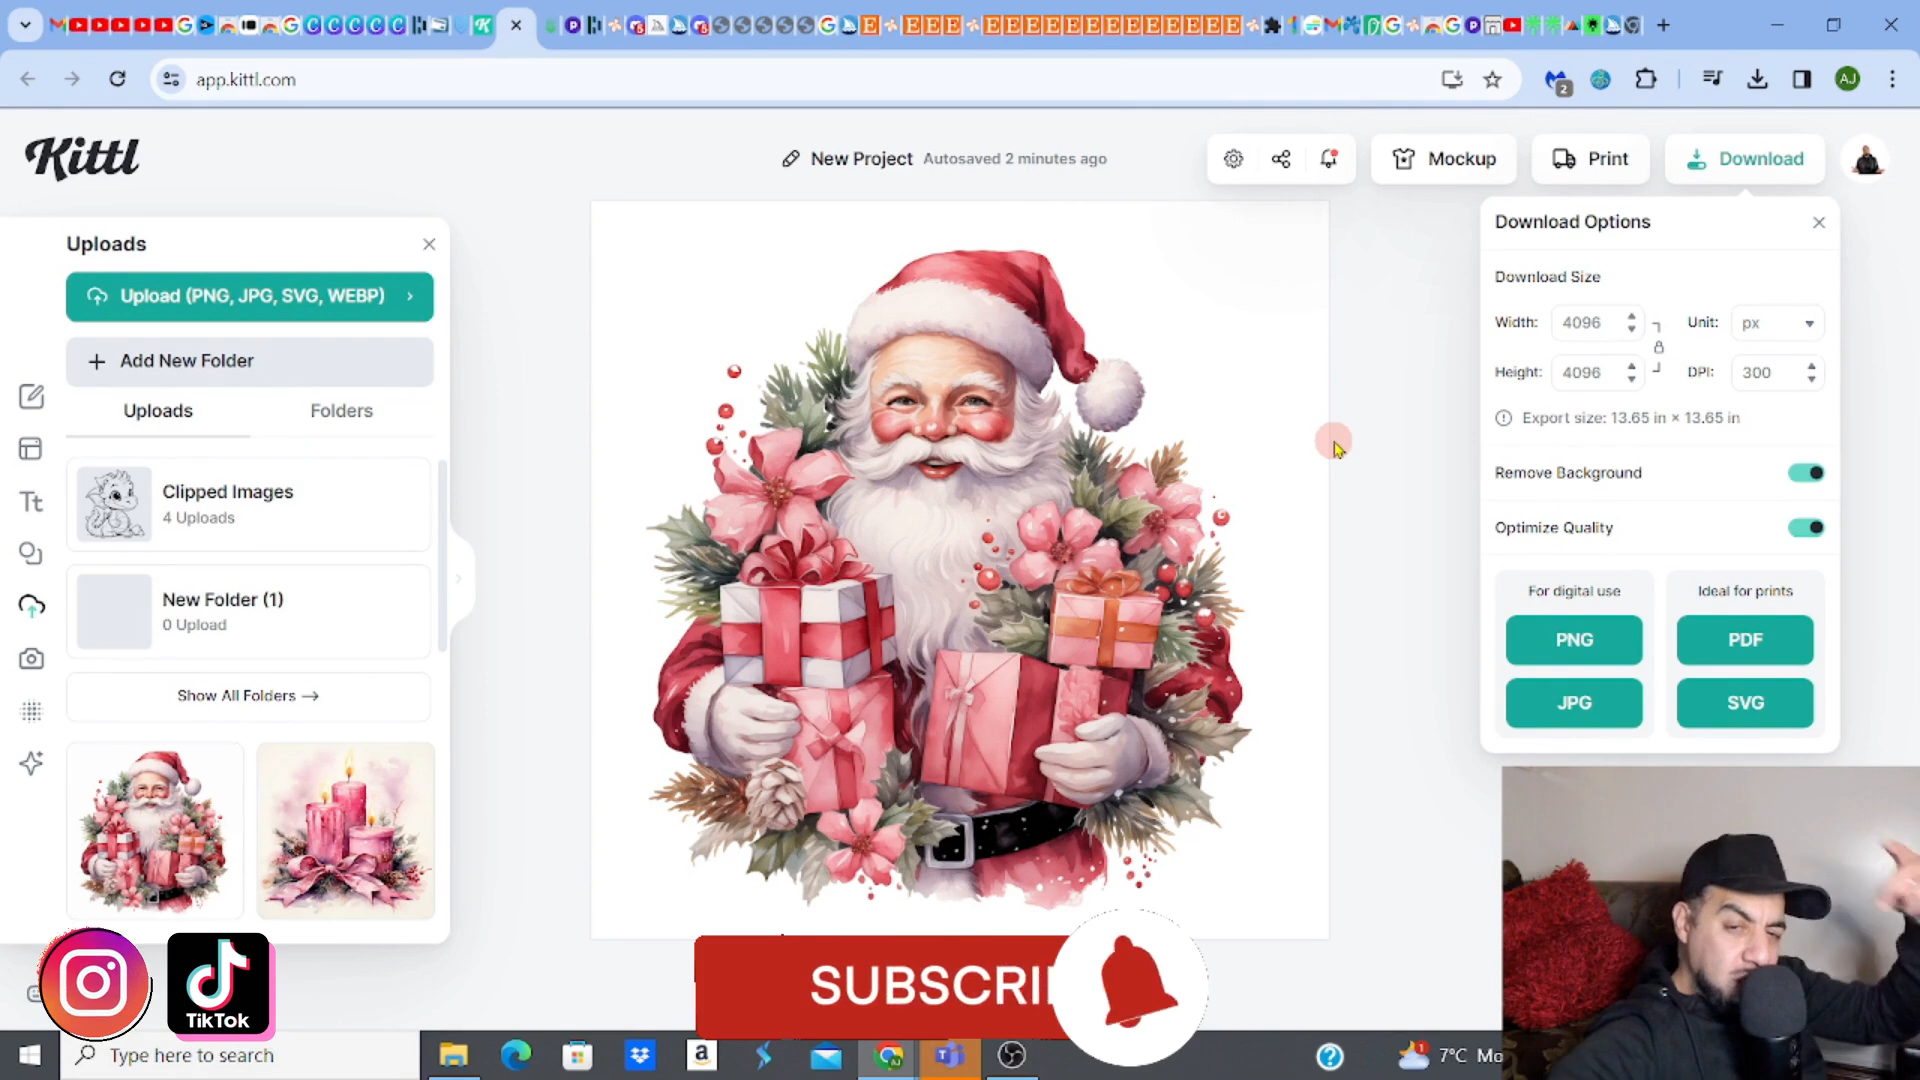 app.kittl.com
2
AJ
Kittl
New Project Autosaved 2 minutes ago
Mockup
Print
Download
Uploads
Upload (PNG, JPG, SVG, WEBP)
Add New Folder
Uploads
Folders
Clipped Images
4 Uploads
New Folder (1)
0 Upload
Show All Folders →
Tt
Download Options
Download Size
Width: 4096 Unit: px
Height: 4096 DPI: 300
Export size: 13.65 in × 13.65 in
Remove Background
Optimize Quality
For digital use
Ideal for prints
PNG
PDF
JPG
SVG
TikTok
SUBSCRI
Type here to search
1
7°C